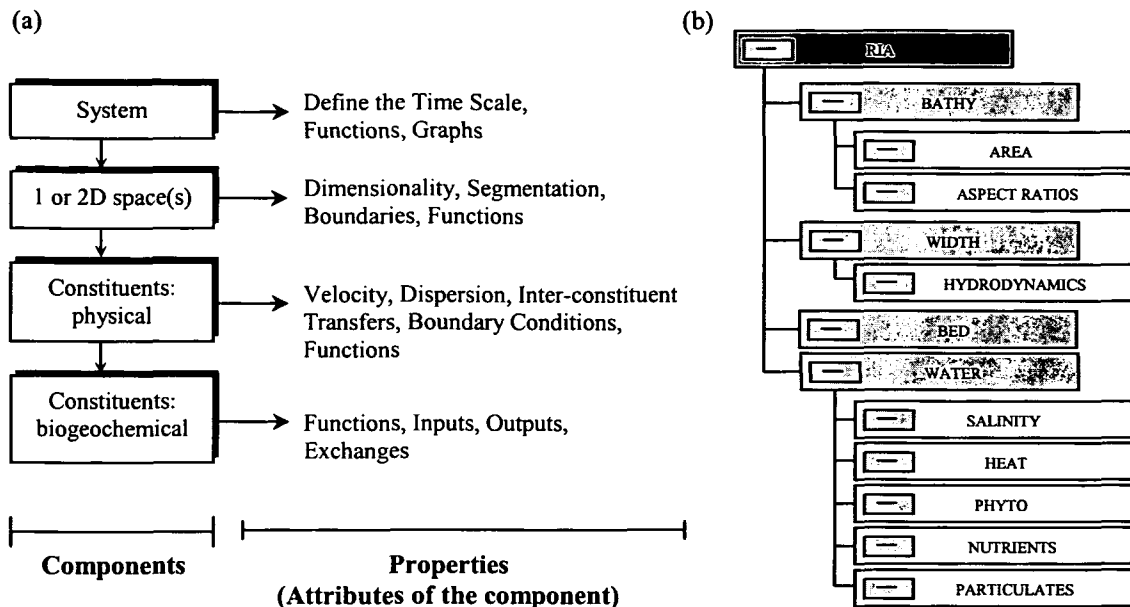 (a)
System
Define the Time Scale,
Functions, Graphs
1 or 2D space(s)
Dimensionality, Segmentation,
Boundaries, Functions
Constituents:
physical
Velocity, Dispersion, Inter-constituent
Transfers, Boundary Conditions,
Functions
Constituents:
biogeochemical
Functions, Inputs, Outputs,
Exchanges
Components
Properties
(Attributes of the component)
(b)
RIA
BATHY
AREA
ASPECT RATIOS
WIDTH
HYDRODYNAMICS
BED
WATER
SALINITY
HEAT
PHYTO
NUTRIENTS
PARTICULATES